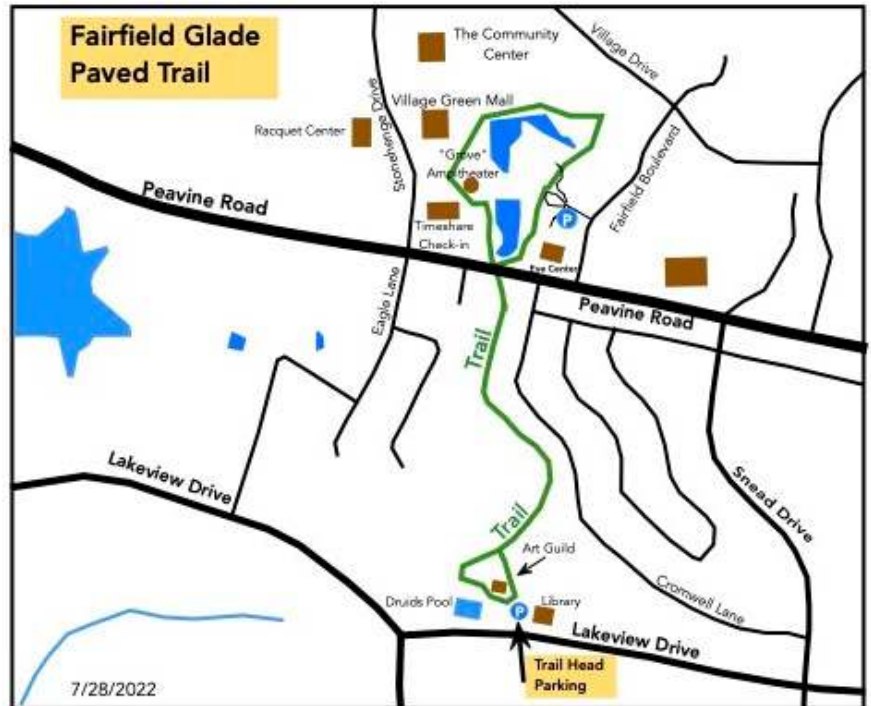 Fairfield Glade
Paved Trail
The Community
Center
Village Drive
Stonehenge Drive
Village Green Mall
Racquet Center
"Grove"
Ampitheater
Fairfield Boulevard
Peavine Road
Timeshare
Check-in
Eye Center
P
Eagle Lane
Peavine Road
Trail
Lakeview Drive
Trail
Snead Drive
Art Guild
Cromwell Lane
Druids Pool
P
Library
Lakeview Drive
Trail Head
Parking
7/28/2022